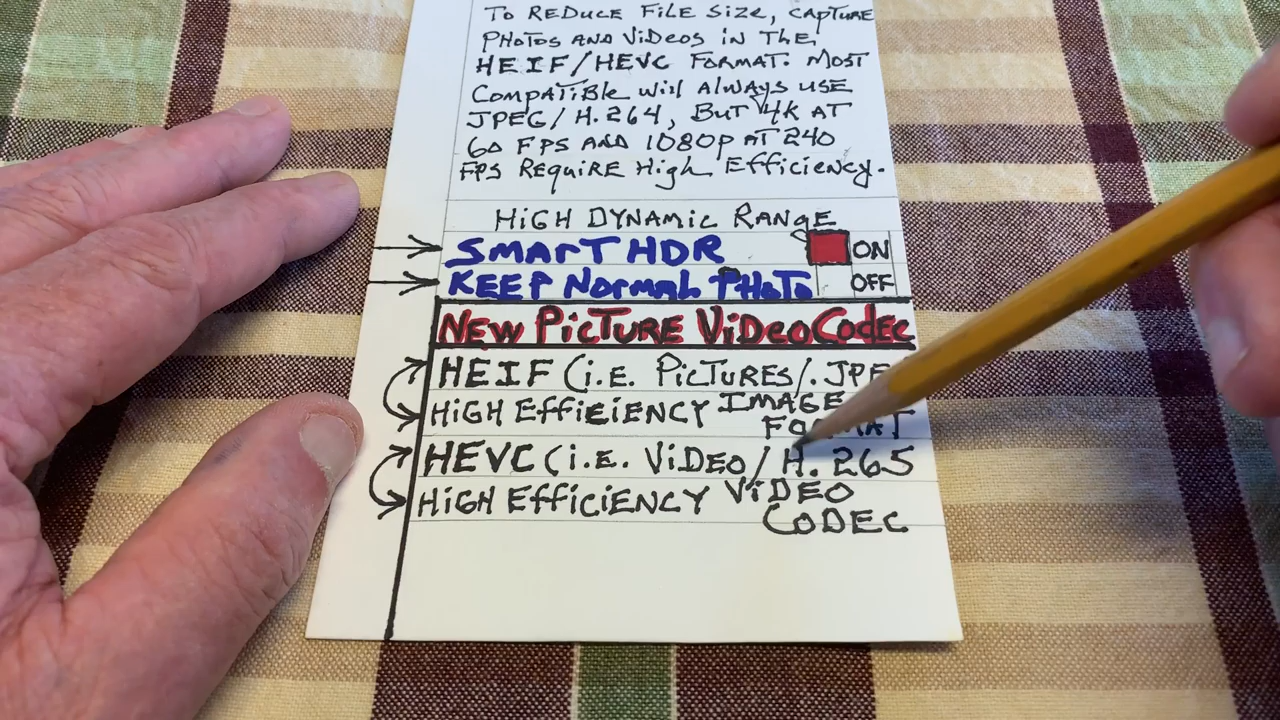 TO REDUCE FILE SIZE, CAPTURE
PHOTOS AND VIDEOS IN THE
HEIF/HEVC FORMAT. MOST
COMPATIBLE will ALWAYS USE
JPEG/H.264, BUT 4K AT
60 FPS AND 1080p AT 240
FPS REQUIRE High EFFiciency.
HIGH DYNAMIC RANGE
SMART HDR ON
KEEP NORMAL PHOTO OFF
NEW PICTURE VIDEO CODEC
HEIF (i.e. PICTURES/.JPE
HIGH EFFIEIENCY IMAGE
FORMAT
HEVC (i.e. VIDEO/H.265
HIGH EFFICIENCY VIDEO
CODEC